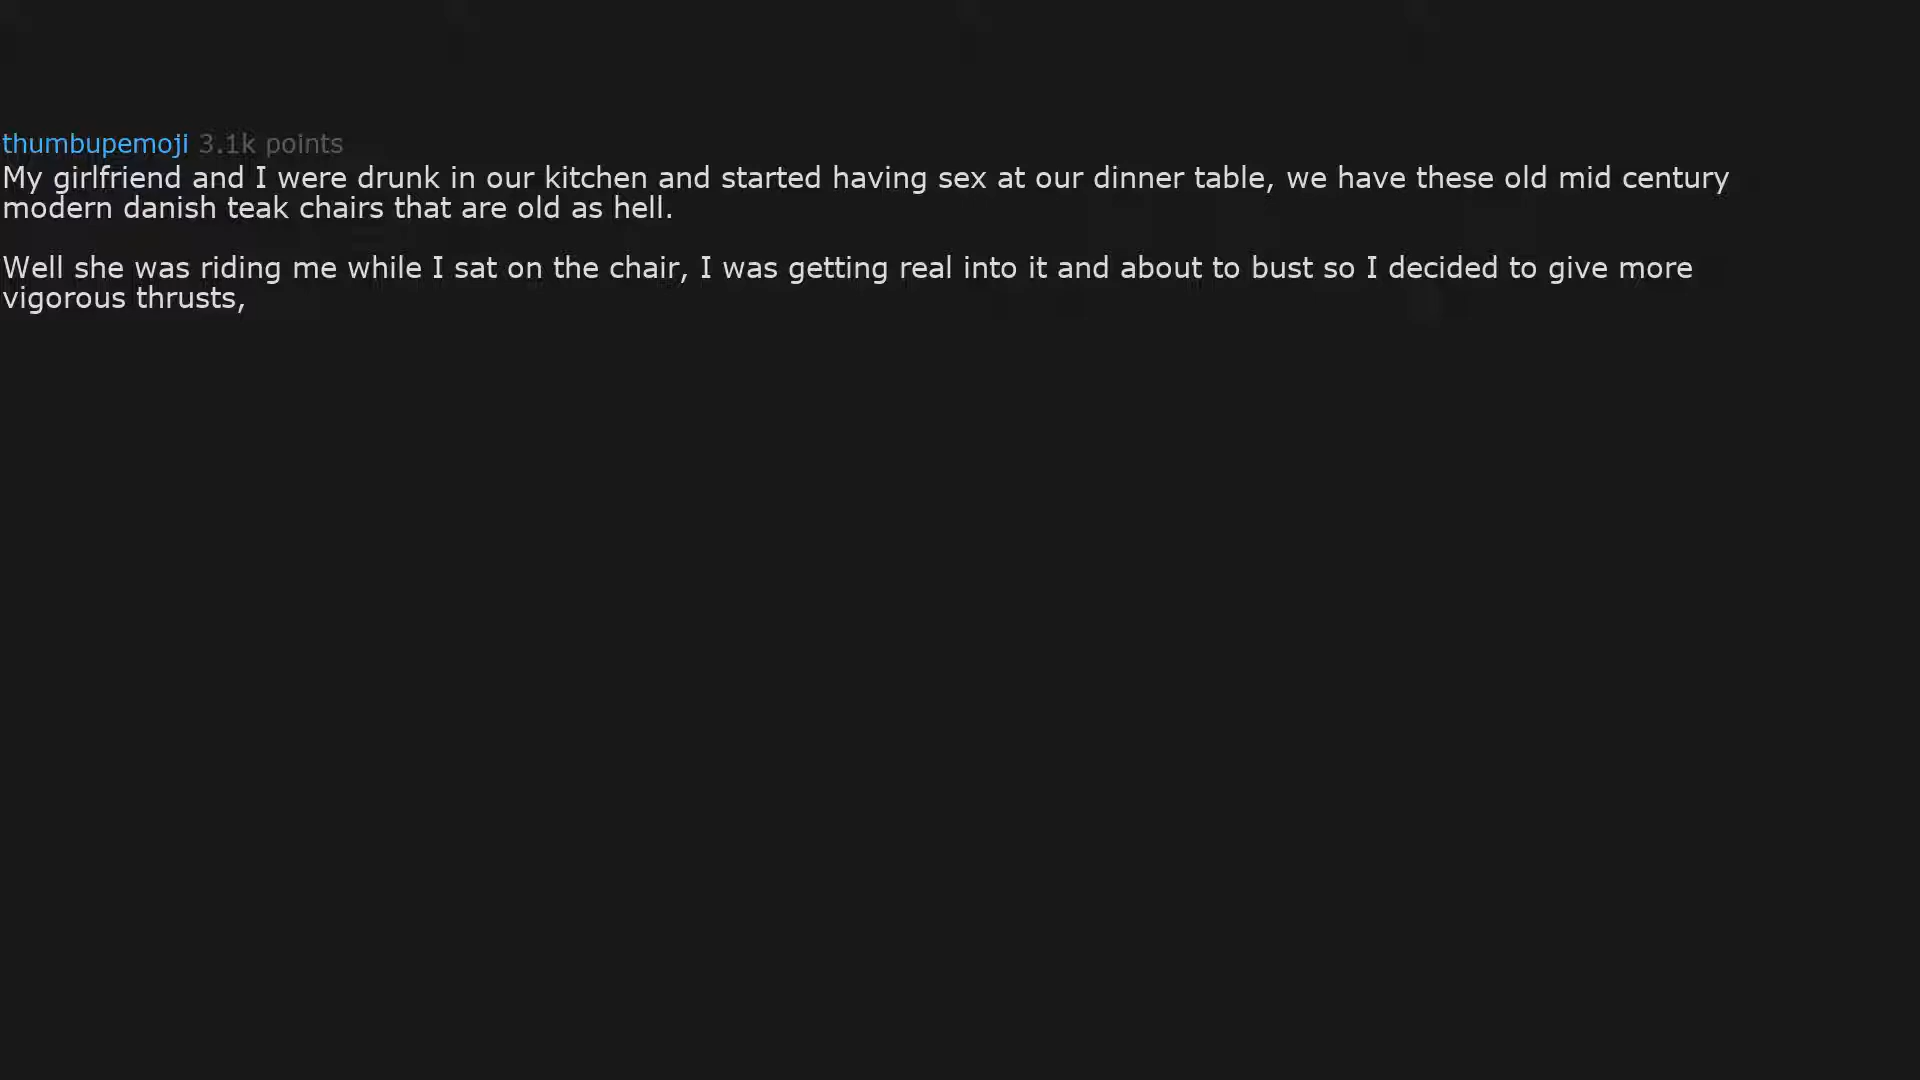 thumbupemoji 3.1k points
My girlfriend and I were drunk in our kitchen and started having sex at our dinner table, we have these old mid century
modern danish teak chairs that are old as hell.
Well she was riding me while I sat on the chair, I was getting real into it and about to bust so I decided to give more
vigorous thrusts,